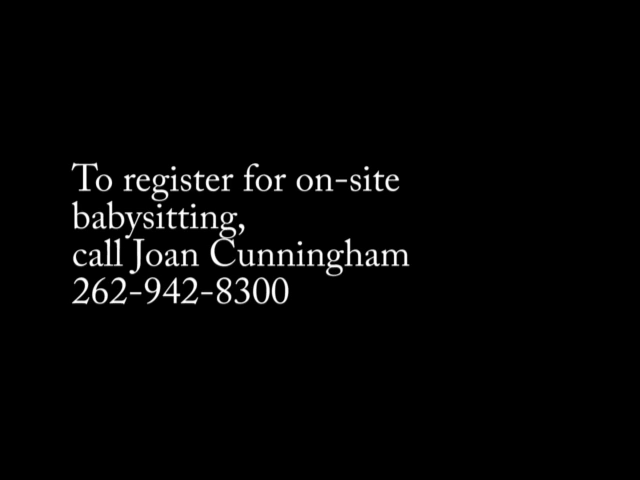 To register for on-site
babysitting,
call Joan Cunningham
262-942-8300